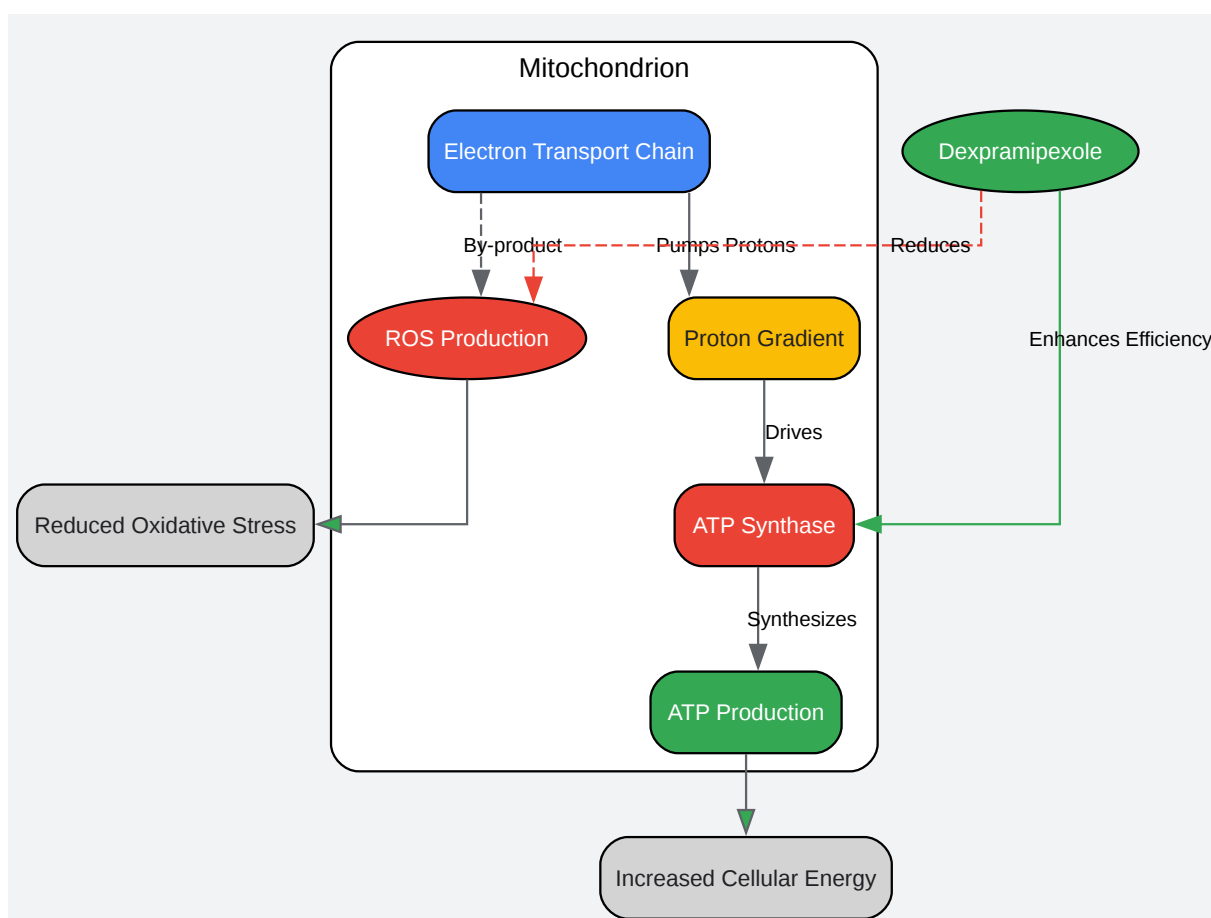 Mitochondrion
Electron Transport Chain
Dexpramipexole
By-product
Pumps Protons
Reduces
ROS Production
Proton Gradient
Enhances Efficiency
Drives
Reduced Oxidative Stress
ATP Synthase
Synthesizes
ATP Production
Increased Cellular Energy